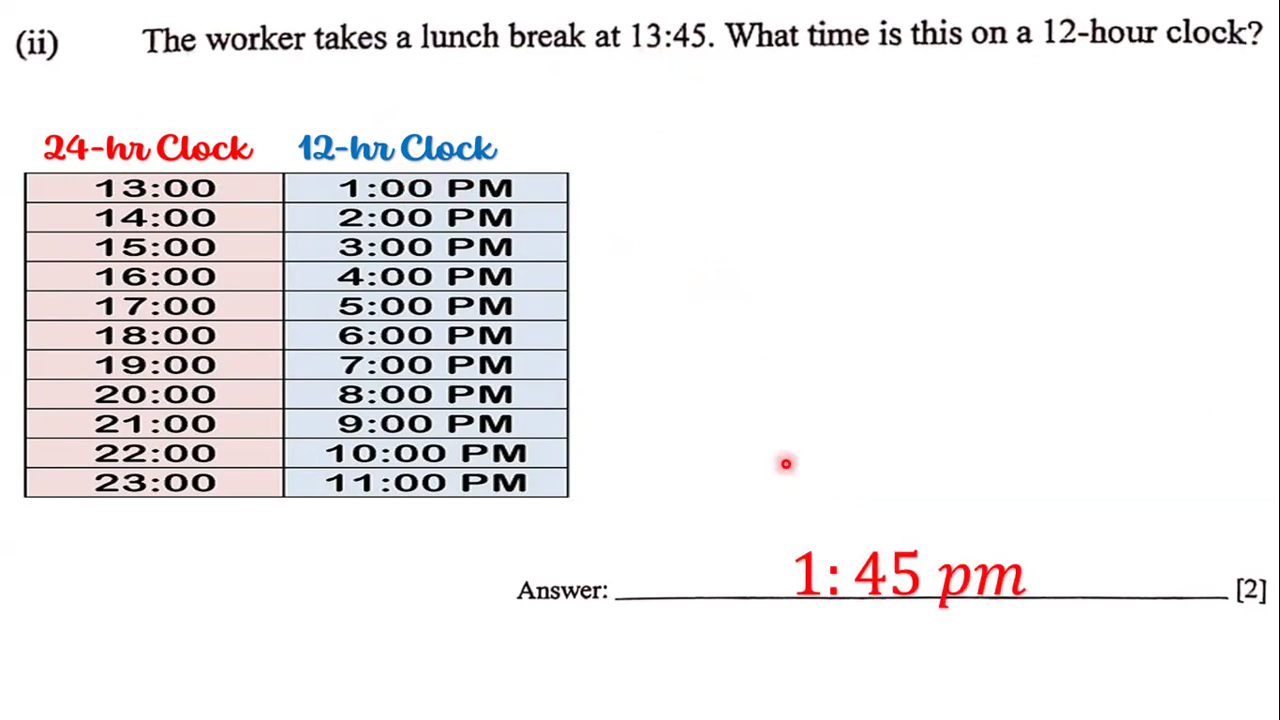 (ii) The worker takes a lunch break at 13:45. What time is this on a 12-hour clock?
24-hr Clock 12-hr Clock
13:00 1:00 PM
14:00 2:00 PM
15:00 3:00 PM
16:00 4:00 PM
17:00 5:00 PM
18:00 6:00 PM
19:00 7:00 PM
20:00 8:00 PM
21:00 9:00 PM
22:00 10:00 PM
23:00 11:00 PM
Answer: 1:45 pm [2]